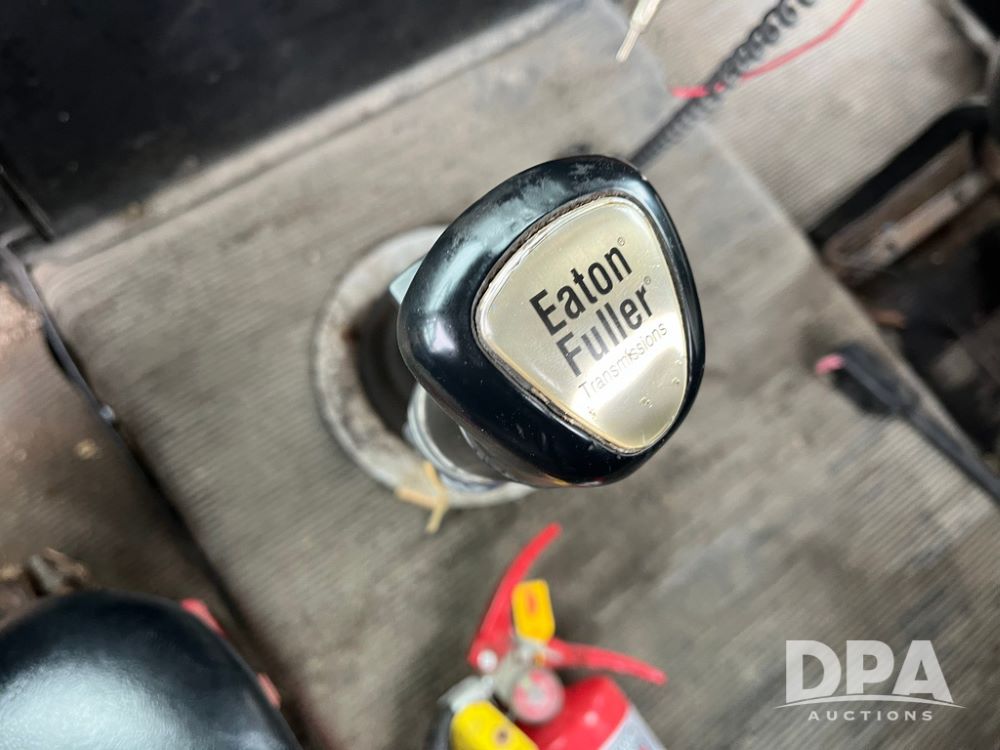 Eaton®
Fuller®
Transmissions
DPA
AUCTIONS